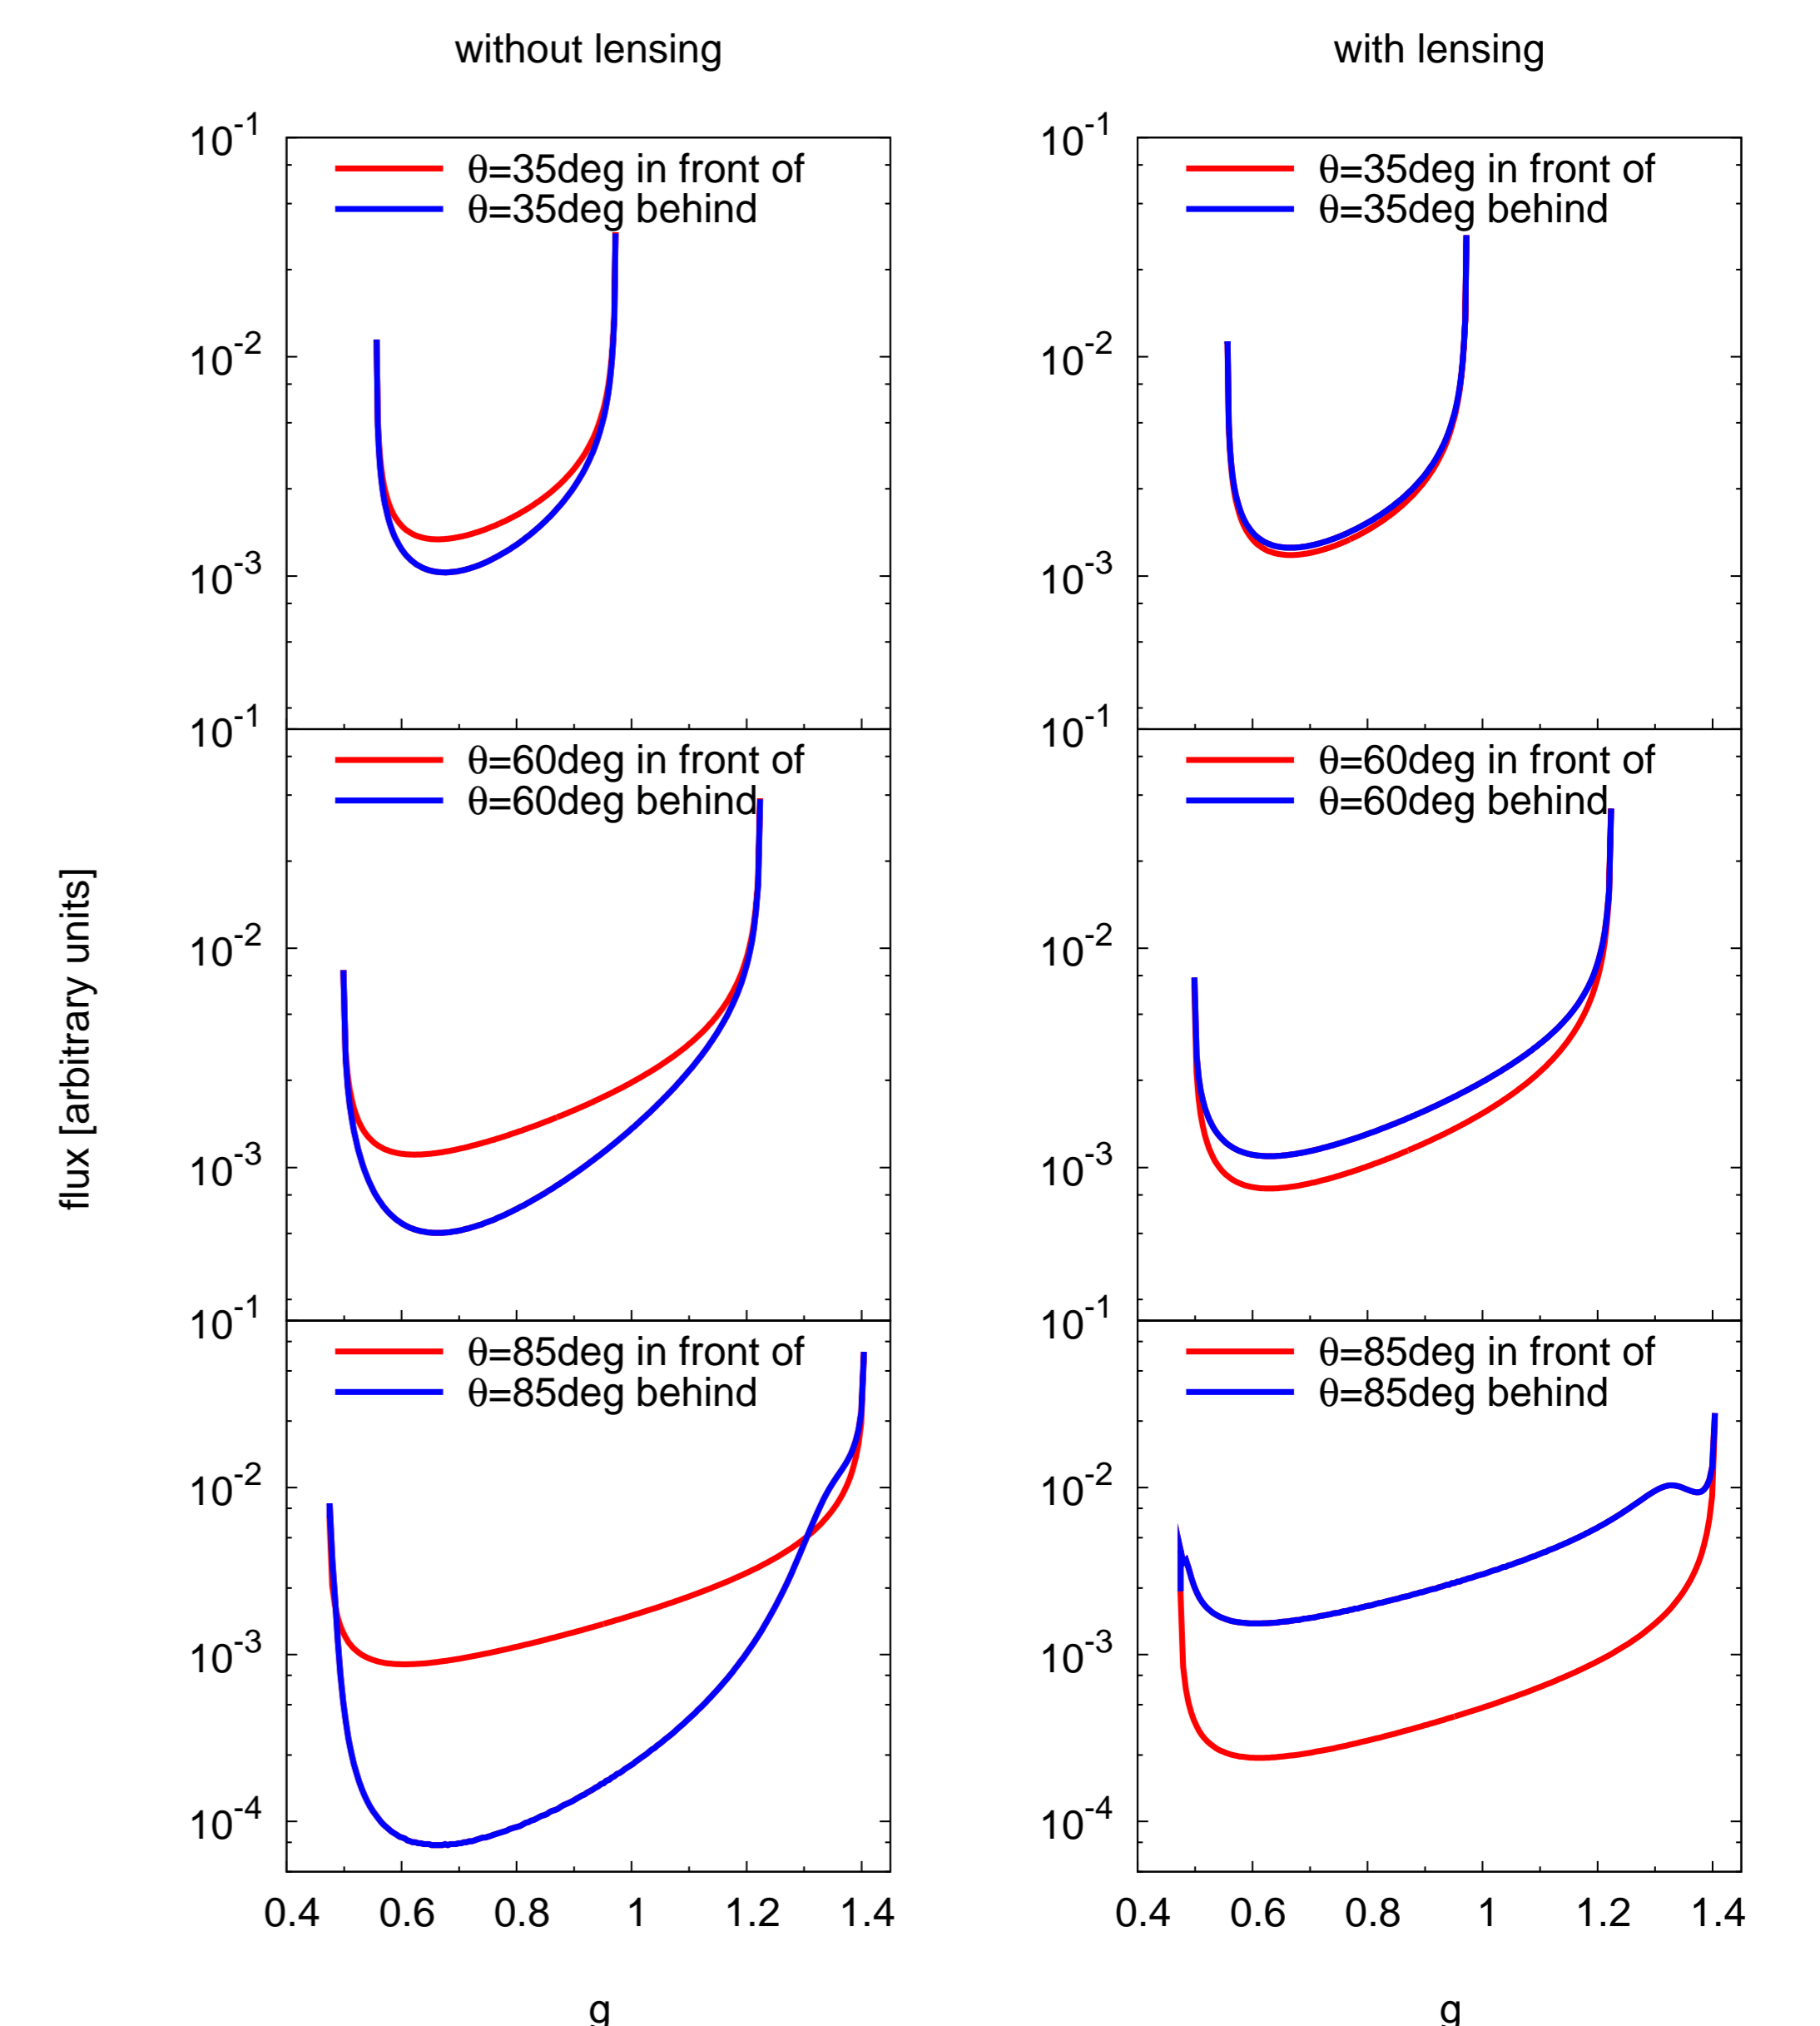 without lensing
with lensing
10^-1
θ=35deg in front of
θ=35deg behind
10^-2
10^-3
10^-1
θ=35deg in front of
θ=35deg behind
10^-2
10^-3
flux [arbitrary units]
10^-1
θ=60deg in front of
θ=60deg behind
10^-2
10^-3
10^-1
θ=60deg in front of
θ=60deg behind
10^-2
10^-3
10^-1
θ=85deg in front of
θ=85deg behind
10^-2
10^-3
10^-4
0.4 0.6 0.8 1 1.2 1.4
g
10^-1
θ=85deg in front of
θ=85deg behind
10^-2
10^-3
10^-4
0.4 0.6 0.8 1 1.2 1.4
g